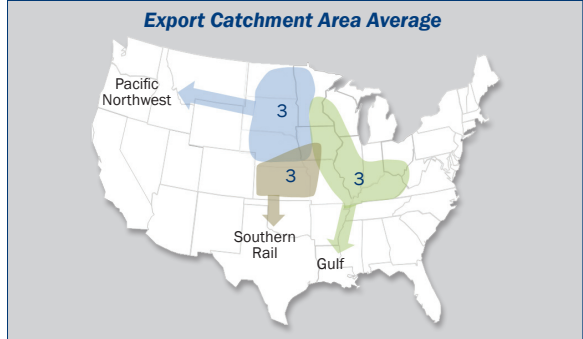 Export Catchment Area Average
Pacific
Northwest
3
3
3
Southern
Rail
Gulf